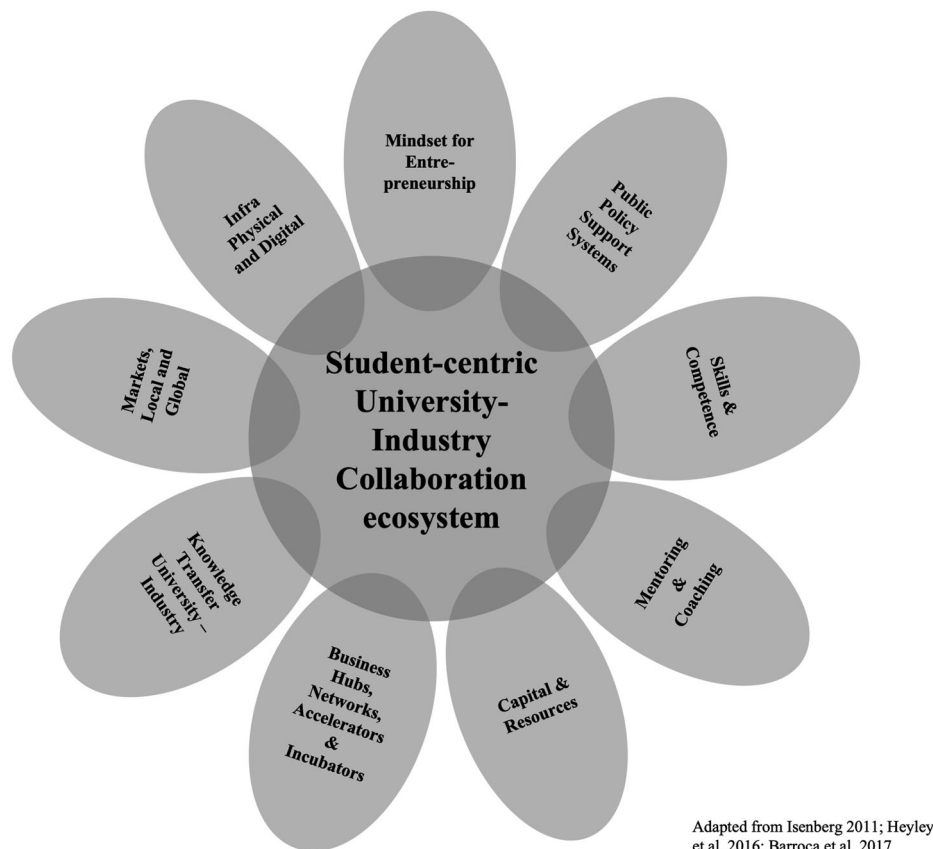 Mindset for
Entre-
preneurship
Public
Policy
Support
Systems
Skills &
Competence
Mentoring
&
Coaching
Capital &
Resources
Business
Hubs,
Networks,
Accelerators
&
Incubators
Knowledge
Transfer
University –
Industry
Markets,
Local and
Global
Infra
Physical
and Digital
Student-centric
University-
Industry
Collaboration
ecosystem
Adapted from Isenberg 2011; Heyley
et al. 2016; Barroca et al. 2017